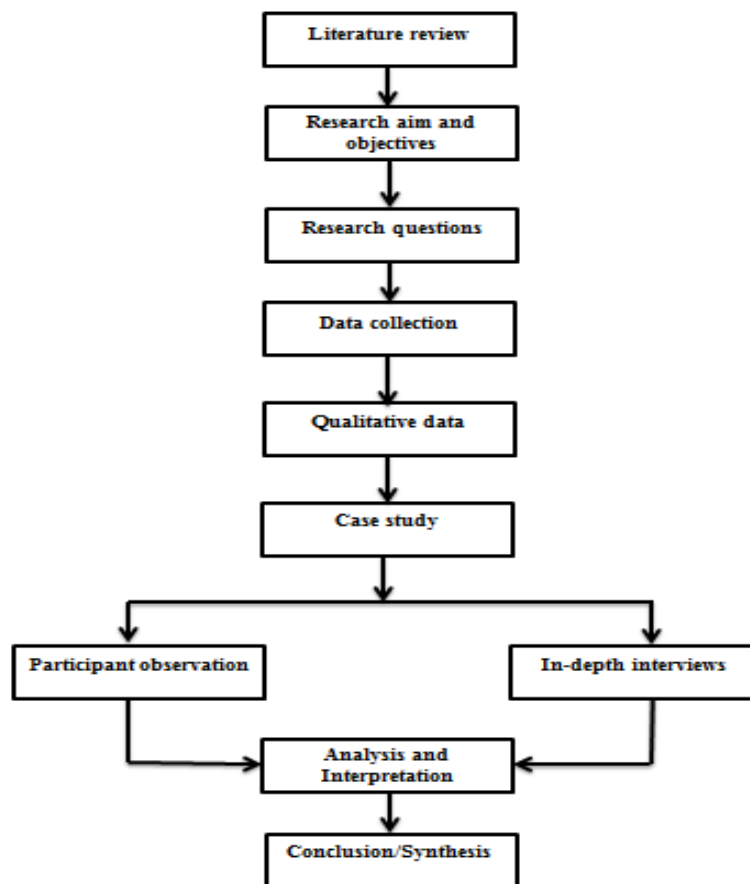 Literature review
Research aim and
objectives
Research questions
Data collection
Qualitative data
Case study
Participant observation
In-depth interviews
Analysis and
Interpretation
Conclusion/Synthesis